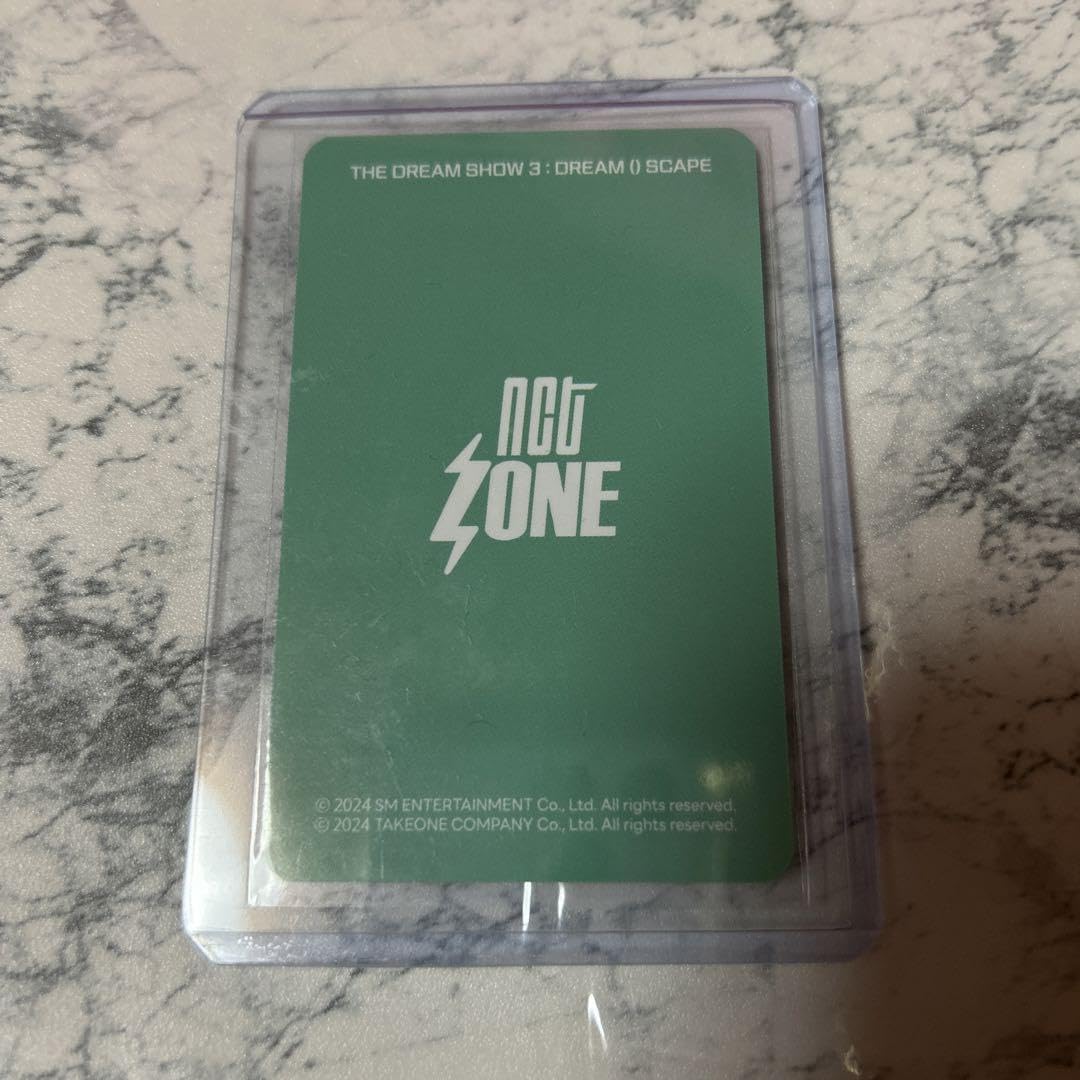 THE DREAM SHOW 3 : DREAM () SCAPE
nct
ZONE
© 2024 SM ENTERTAINMENT Co., Ltd. All rights reserved.
© 2024 TAKEONE COMPANY Co., Ltd. All rights reserved.